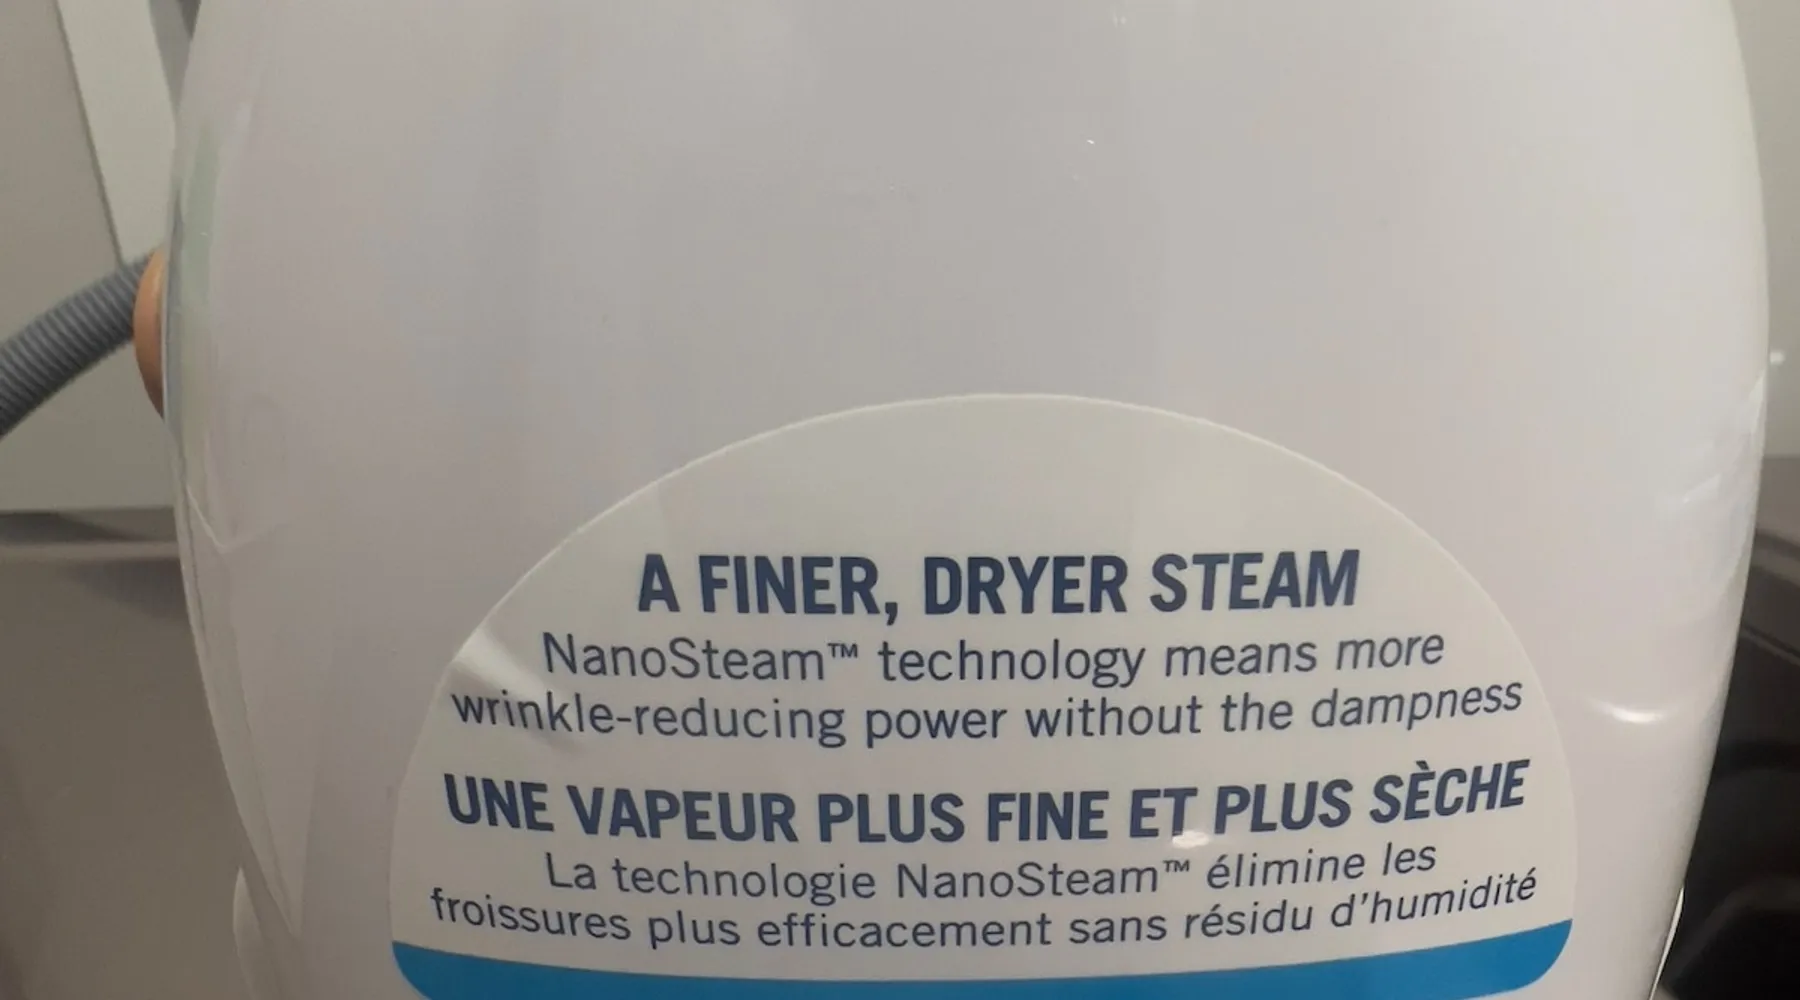 A FINER, DRYER STEAM
NanoSteam™ technology means more
wrinkle-reducing power without the dampness
UNE VAPEUR PLUS FINE ET PLUS SÈCHE
La technologie NanoSteam™ élimine les
froissures plus efficacement sans résidu d'humidité